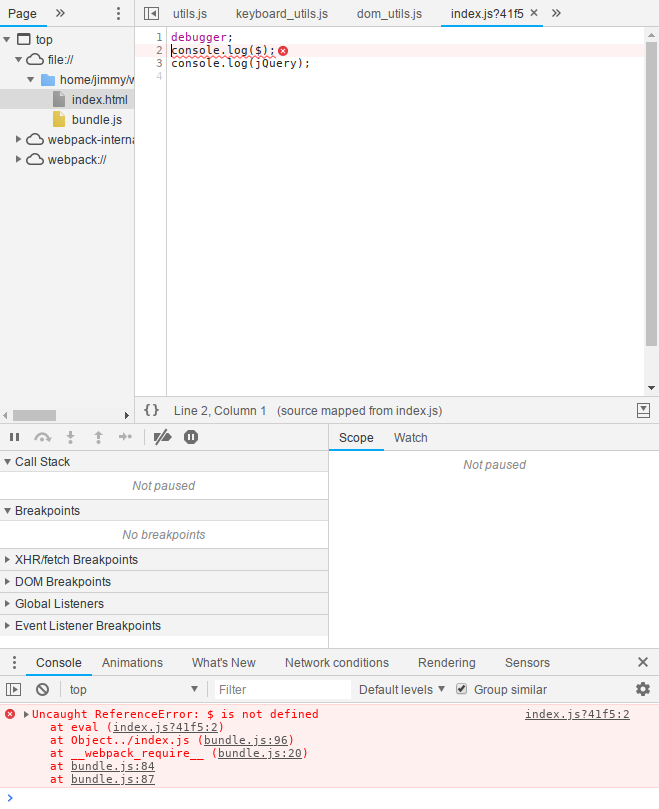 Page
utils.js keyboard_utils.js dom_utils.js index.js?41f5
top
file://
home/jimmy/w
index.html
bundle.js
webpack-interna
webpack://
1 debugger;
2 console.log($);
3 console.log(jQuery);
4
{} Line 2, Column 1 (source mapped from index.js)
Call Stack
Not paused
Breakpoints
No breakpoints
XHR/fetch Breakpoints
DOM Breakpoints
Global Listeners
Event Listener Breakpoints
Scope Watch
Not paused
Console Animations What's New Network conditions Rendering Sensors
top Filter Default levels Group similar
Uncaught ReferenceError: $ is not defined index.js?41f5:2
at eval (index.js?41f5:2)
at Object../index.js (bundle.js:96)
at __webpack_require__ (bundle.js:20)
at bundle.js:84
at bundle.js:87